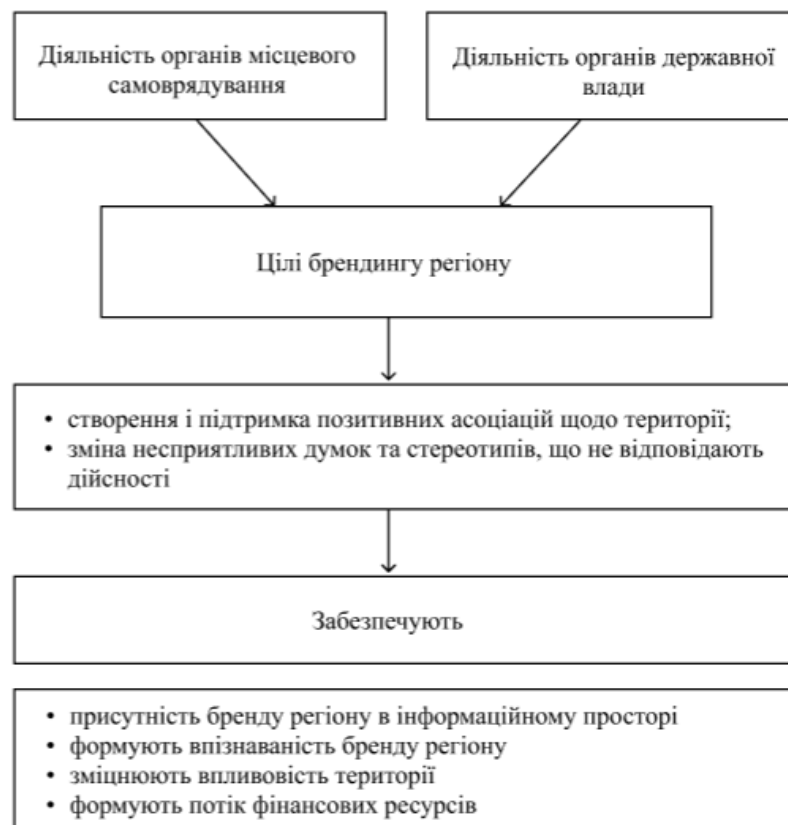 Діяльність органів місцевого
самоврядування
Діяльність органів державної
влади
Цілі брендингу регіону
• створення і підтримка позитивних асоціацій щодо території;
• зміна несприятливих думок та стереотипів, що не відповідають
дійсності
Забезпечують
• присутність бренду регіону в інформаційному просторі
• формують впізнаваність бренду регіону
• зміцнюють впливовість території
• формують потік фінансових ресурсів